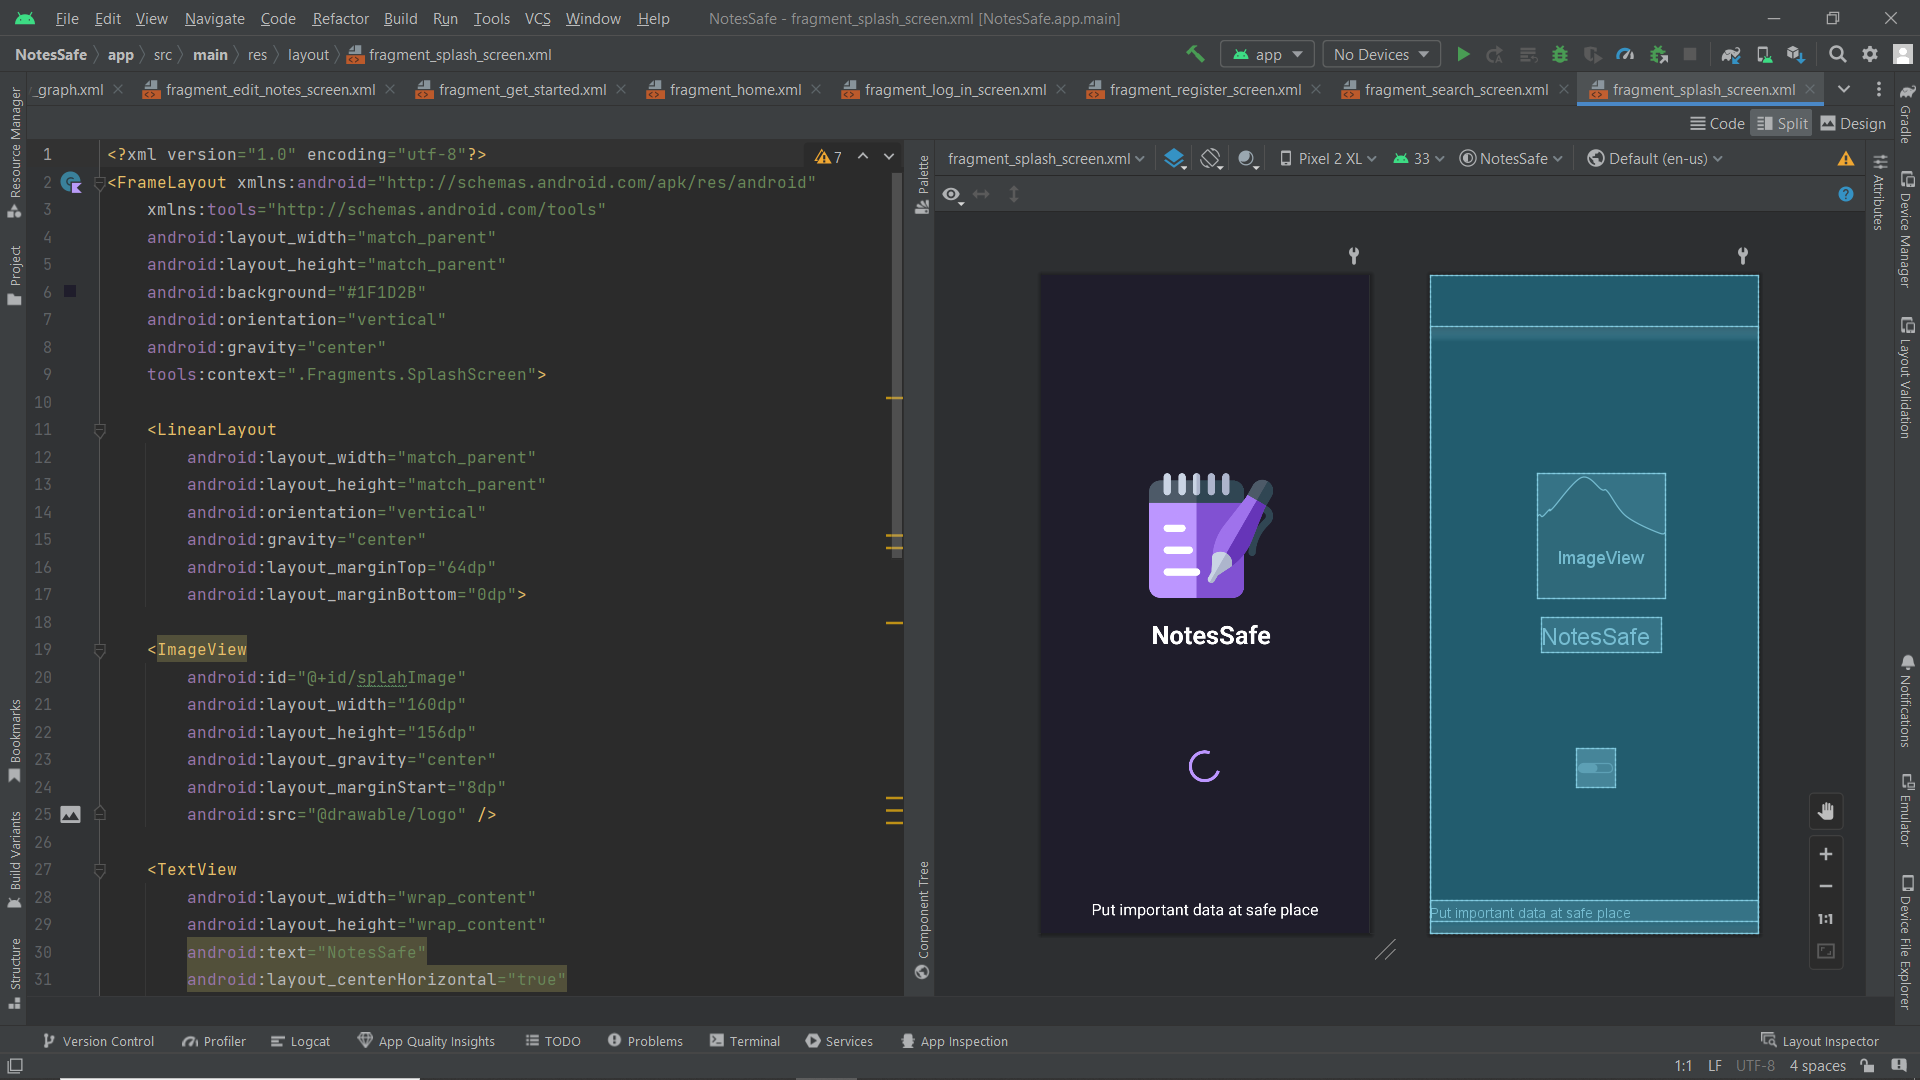 File Edit View Navigate Code Refactor Build Run Tools VCS Window Help NotesSafe - fragment_splash_screen.xml [NotesSafe.app.main]
NotesSafe app src main res layout fragment_splash_screen.xml app No Devices
_graph.xml fragment_edit_notes_screen.xml fragment_get_started.xml fragment_home.xml fragment_log_in_screen.xml fragment_register_screen.xml fragment_search_screen.xml fragment_splash_screen.xml
Code Split Design
Resource Manager
Project
Bookmarks
Build Variants
Structure
7
1 <?xml version="1.0" encoding="utf-8"?>
2 <FrameLayout xmlns:android="http://schemas.android.com/apk/res/android"
3 xmlns:tools="http://schemas.android.com/tools"
4 android:layout_width="match_parent"
5 android:layout_height="match_parent"
6 android:background="#1F1D2B"
7 android:orientation="vertical"
8 android:gravity="center"
9 tools:context=".Fragments.SplashScreen">
10
11 <LinearLayout
12 android:layout_width="match_parent"
13 android:layout_height="match_parent"
14 android:orientation="vertical"
15 android:gravity="center"
16 android:layout_marginTop="64dp"
17 android:layout_marginBottom="0dp">
18
19 <ImageView
20 android:id="@+id/splahImage"
21 android:layout_width="160dp"
22 android:layout_height="156dp"
23 android:layout_gravity="center"
24 android:layout_marginStart="8dp"
25 android:src="@drawable/logo" />
26
27 <TextView
28 android:layout_width="wrap_content"
29 android:layout_height="wrap_content"
30 android:text="NotesSafe"
31 android:layout_centerHorizontal="true"
Palette
Component Tree
fragment_splash_screen.xml Pixel 2 XL 33 NotesSafe Default (en-us)
?
NotesSafe
Put important data at safe place
ImageView
NotesSafe
Put important data at safe place
1:1
Attributes
Gradle
Device Manager
Layout Validation
Notifications
Emulator
Device File Explorer
Version Control Profiler Logcat App Quality Insights TODO Problems Terminal Services App Inspection Layout Inspector
1:1 LF UTF-8 4 spaces